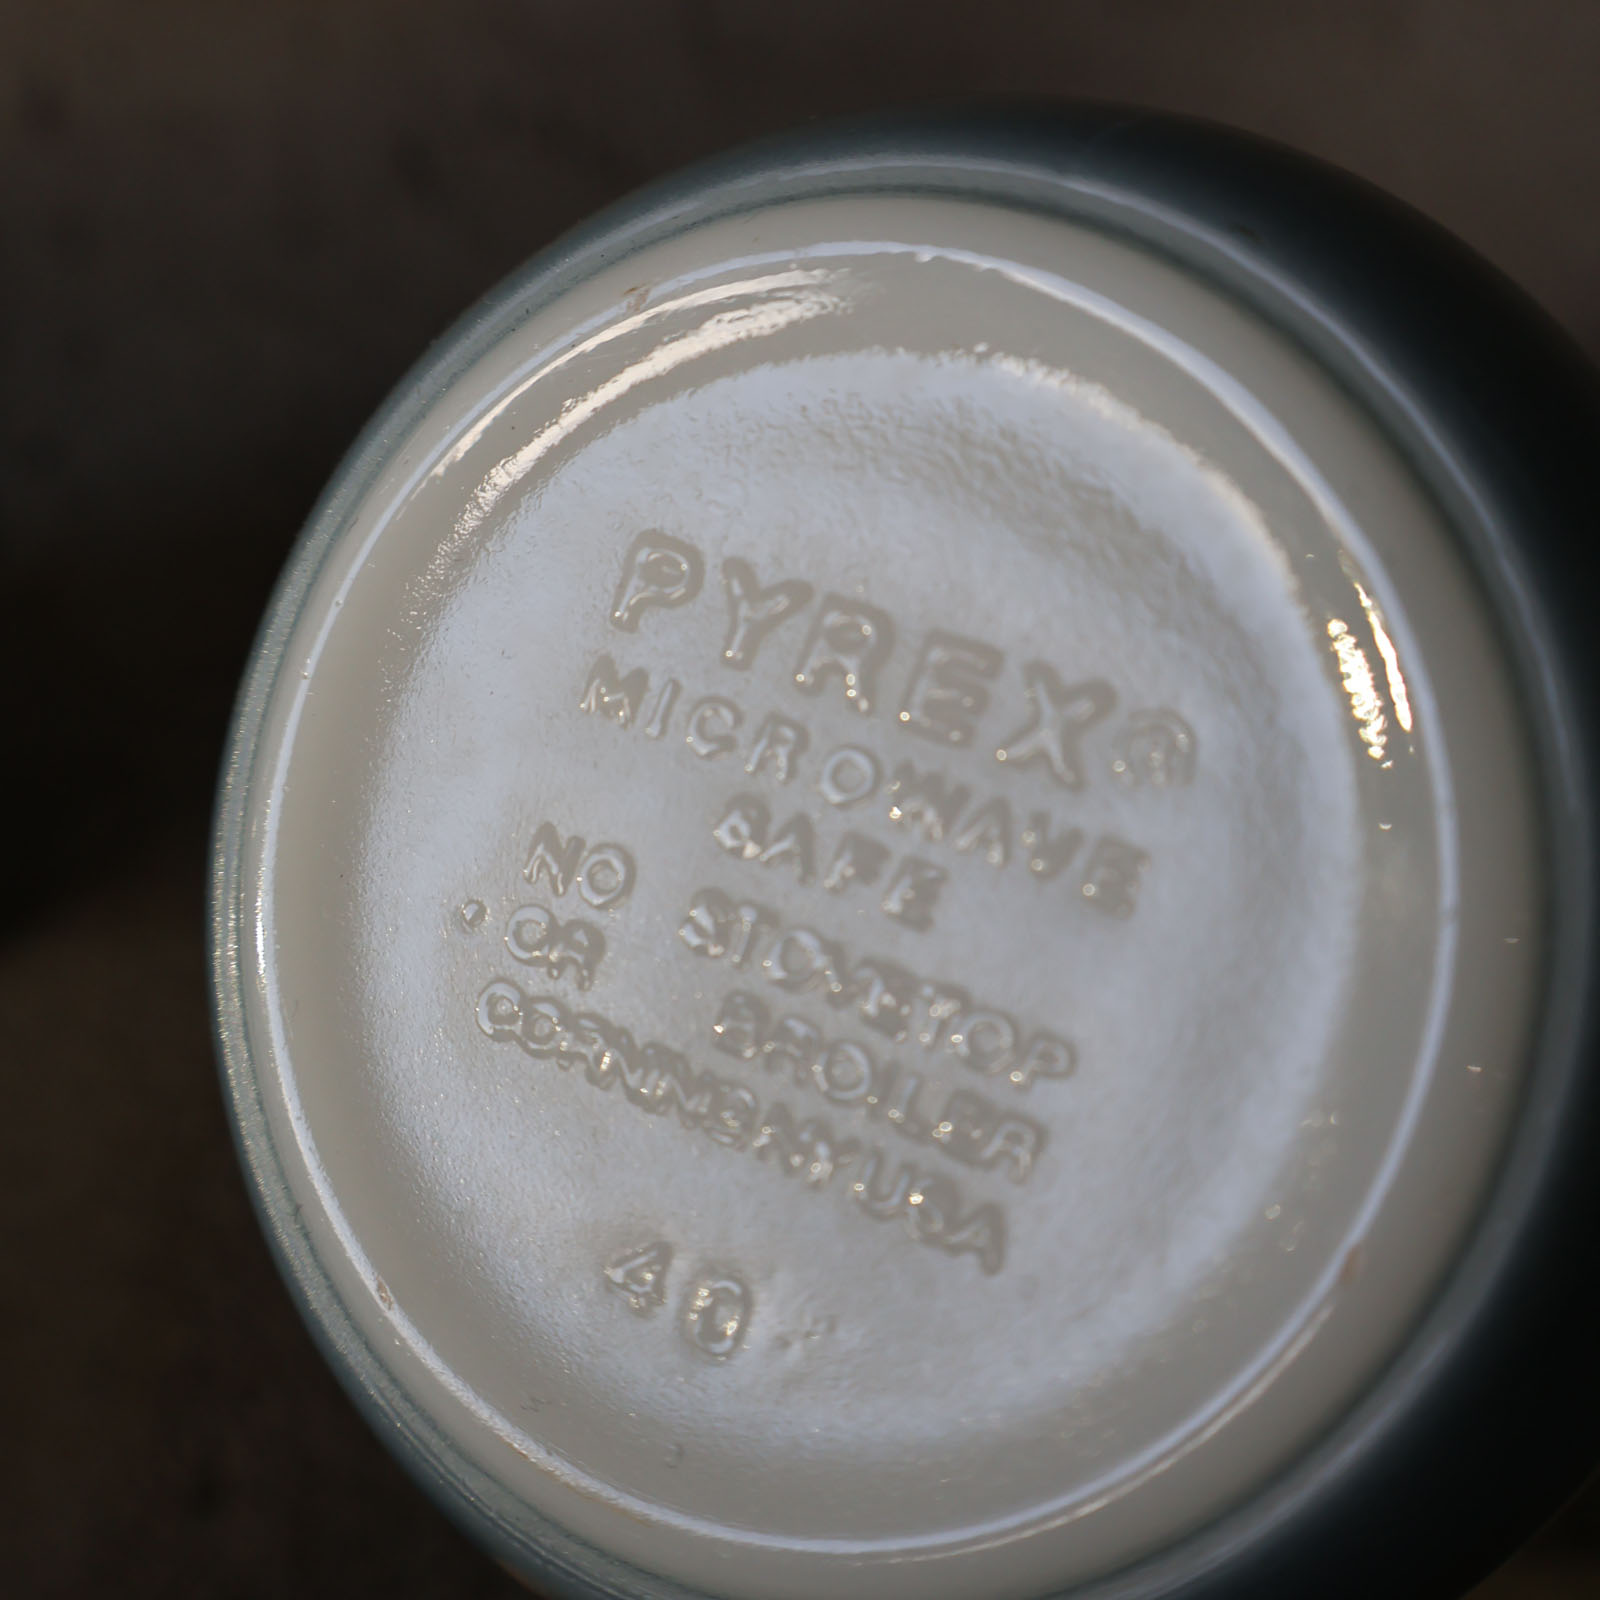 PYREX®
MICROWAVE
SAFE
NO STOVETOP
OR BROILER
CORNING NY USA
40